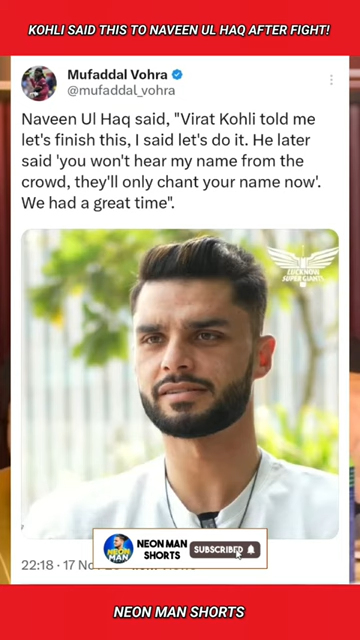 KOHLI SAID THIS TO NAVEEN UL HAQ AFTER FIGHT!
Mufaddal Vohra
@mufaddal_vohra
Naveen Ul Haq said, "Virat Kohli told me
let's finish this, I said let's do it. He later
said 'you won't hear my name from the
crowd, they'll only chant your name now'.
We had a great time".
LUCKNOW
SUPER GIANTS
NEON MAN
SHORTS
SUBSCRIBED
NEON
MAN
22:18 · 17 No
NEON MAN SHORTS